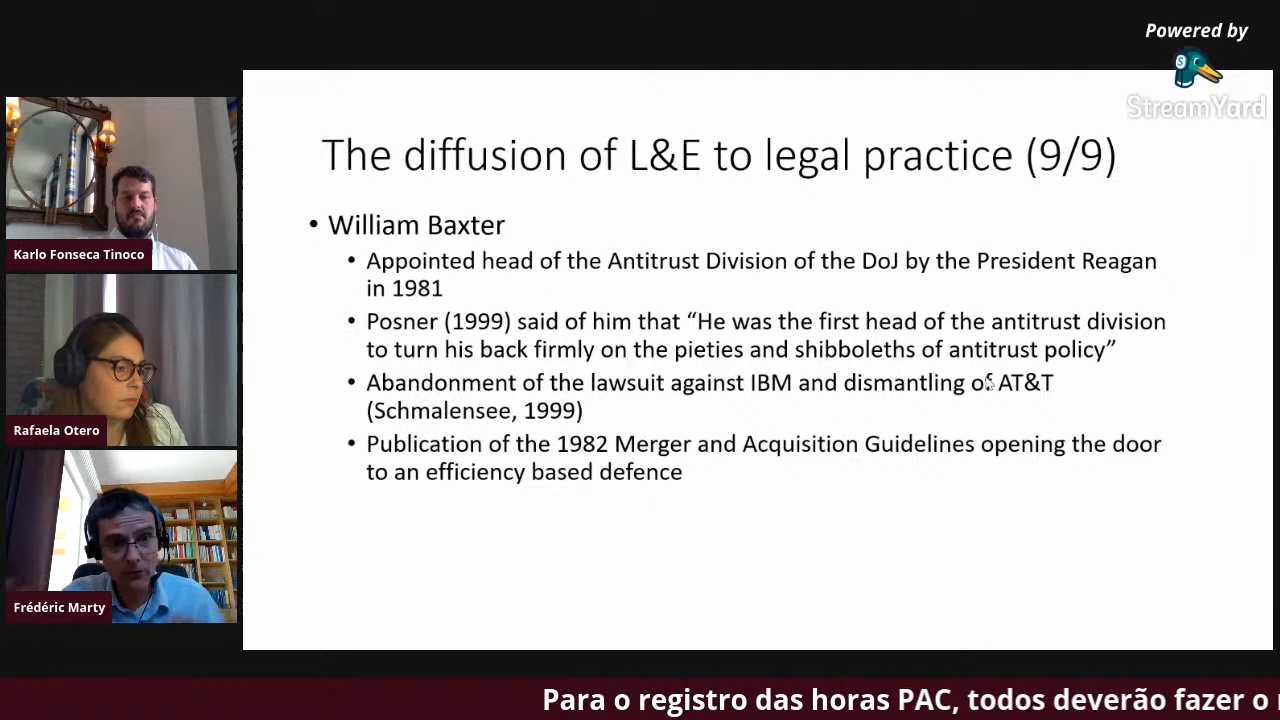 Powered by
StreamYard
The diffusion of L&E to legal practice (9/9)
• William Baxter
• Appointed head of the Antitrust Division of the DoJ by the President Reagan
in 1981
• Posner (1999) said of him that “He was the first head of the antitrust division
to turn his back firmly on the pieties and shibboleths of antitrust policy”
• Abandonment of the lawsuit against IBM and dismantling of AT&T
(Schmalensee, 1999)
• Publication of the 1982 Merger and Acquisition Guidelines opening the door
to an efficiency based defence
Karlo Fonseca Tinoco
Rafaela Otero
Frédéric Marty
Para o registro das horas PAC, todos deverão fazer o